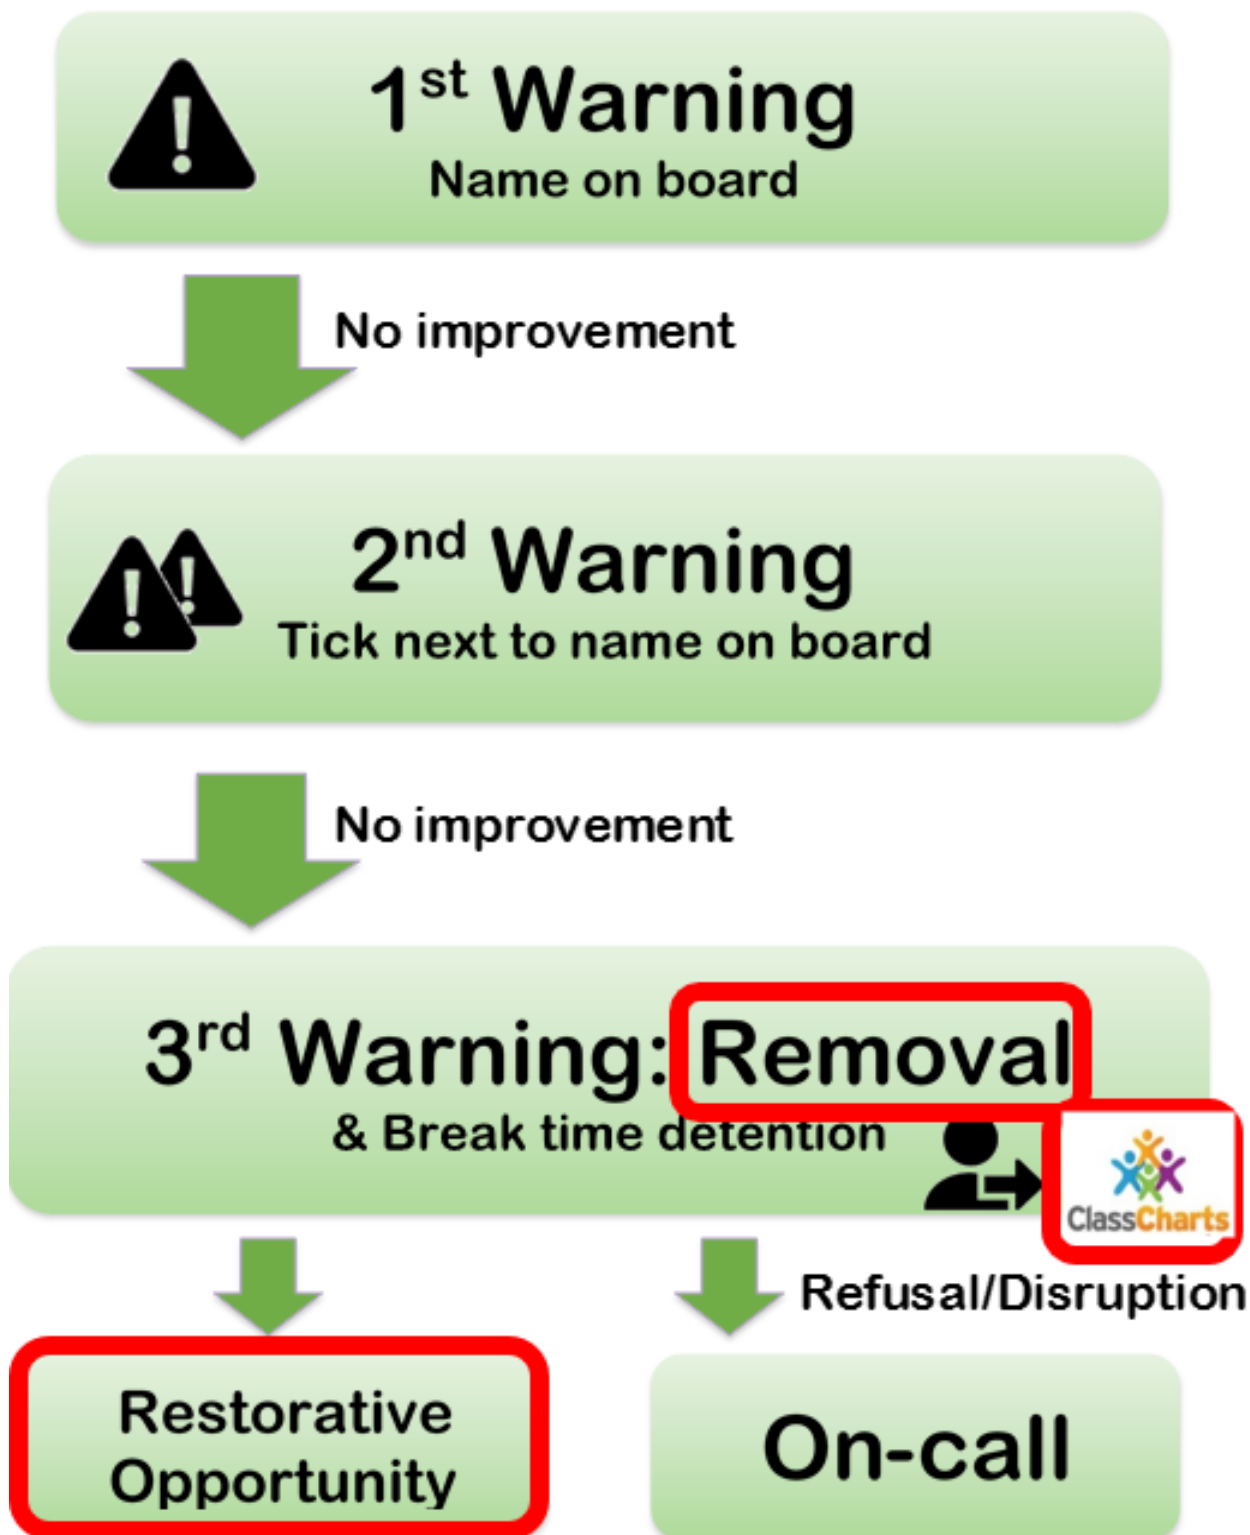 1st Warning
Name on board
No improvement
2nd Warning
Tick next to name on board
No improvement
3rd Warning: Removal
& Break time detention
ClassCharts
Refusal/Disruption
Restorative
Opportunity
On-call